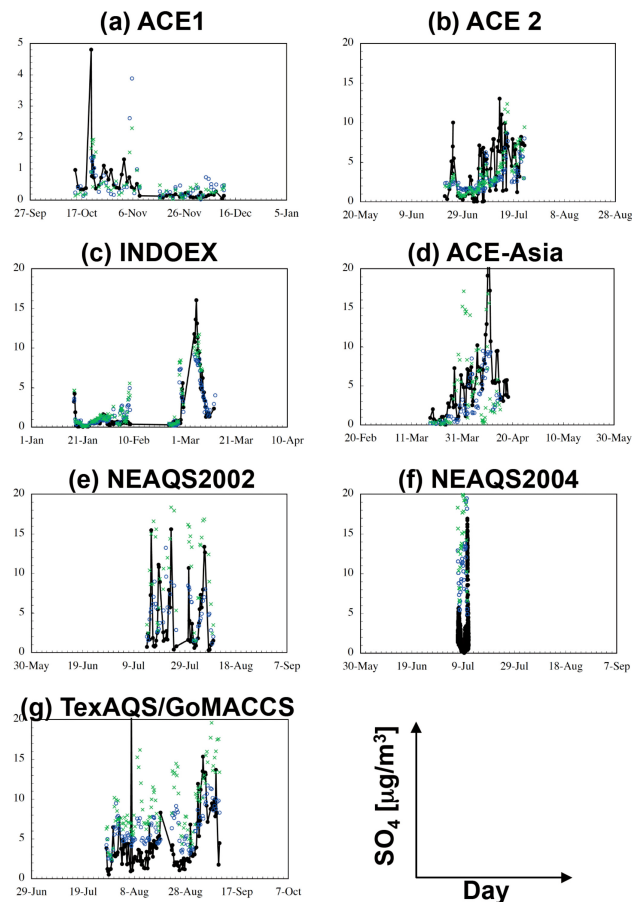 (a) ACE1
5
4
3
2
1
0
27-Sep 17-Oct 6-Nov 26-Nov 16-Dec 5-Jan
(b) ACE 2
20
15
10
5
0
20-May 9-Jun 29-Jun 19-Jul 8-Aug 28-Aug
(c) INDOEX
20
15
10
5
0
1-Jan 21-Jan 10-Feb 1-Mar 21-Mar 10-Apr
(d) ACE-Asia
20
15
10
5
0
20-Feb 11-Mar 31-Mar 20-Apr 10-May 30-May
(e) NEAQS2002
20
15
10
5
0
30-May 19-Jun 9-Jul 29-Jul 18-Aug 7-Sep
(f) NEAQS2004
20
15
10
5
0
30-May 19-Jun 9-Jul 29-Jul 18-Aug 7-Sep
(g) TexAQS/GoMACCS
20
15
10
5
0
29-Jun 19-Jul 8-Aug 28-Aug 17-Sep 7-Oct
SO₄ [µg/m³]
Day